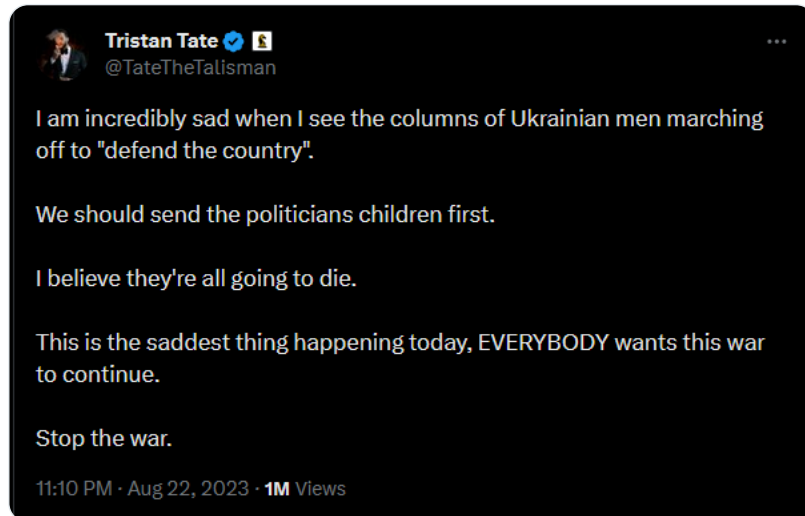 Tristan Tate
@TateTheTalisman
I am incredibly sad when I see the columns of Ukrainian men marching
off to "defend the country".
We should send the politicians children first.
I believe they're all going to die.
This is the saddest thing happening today, EVERYBODY wants this war
to continue.
Stop the war.
11:10 PM · Aug 22, 2023 · 1M Views